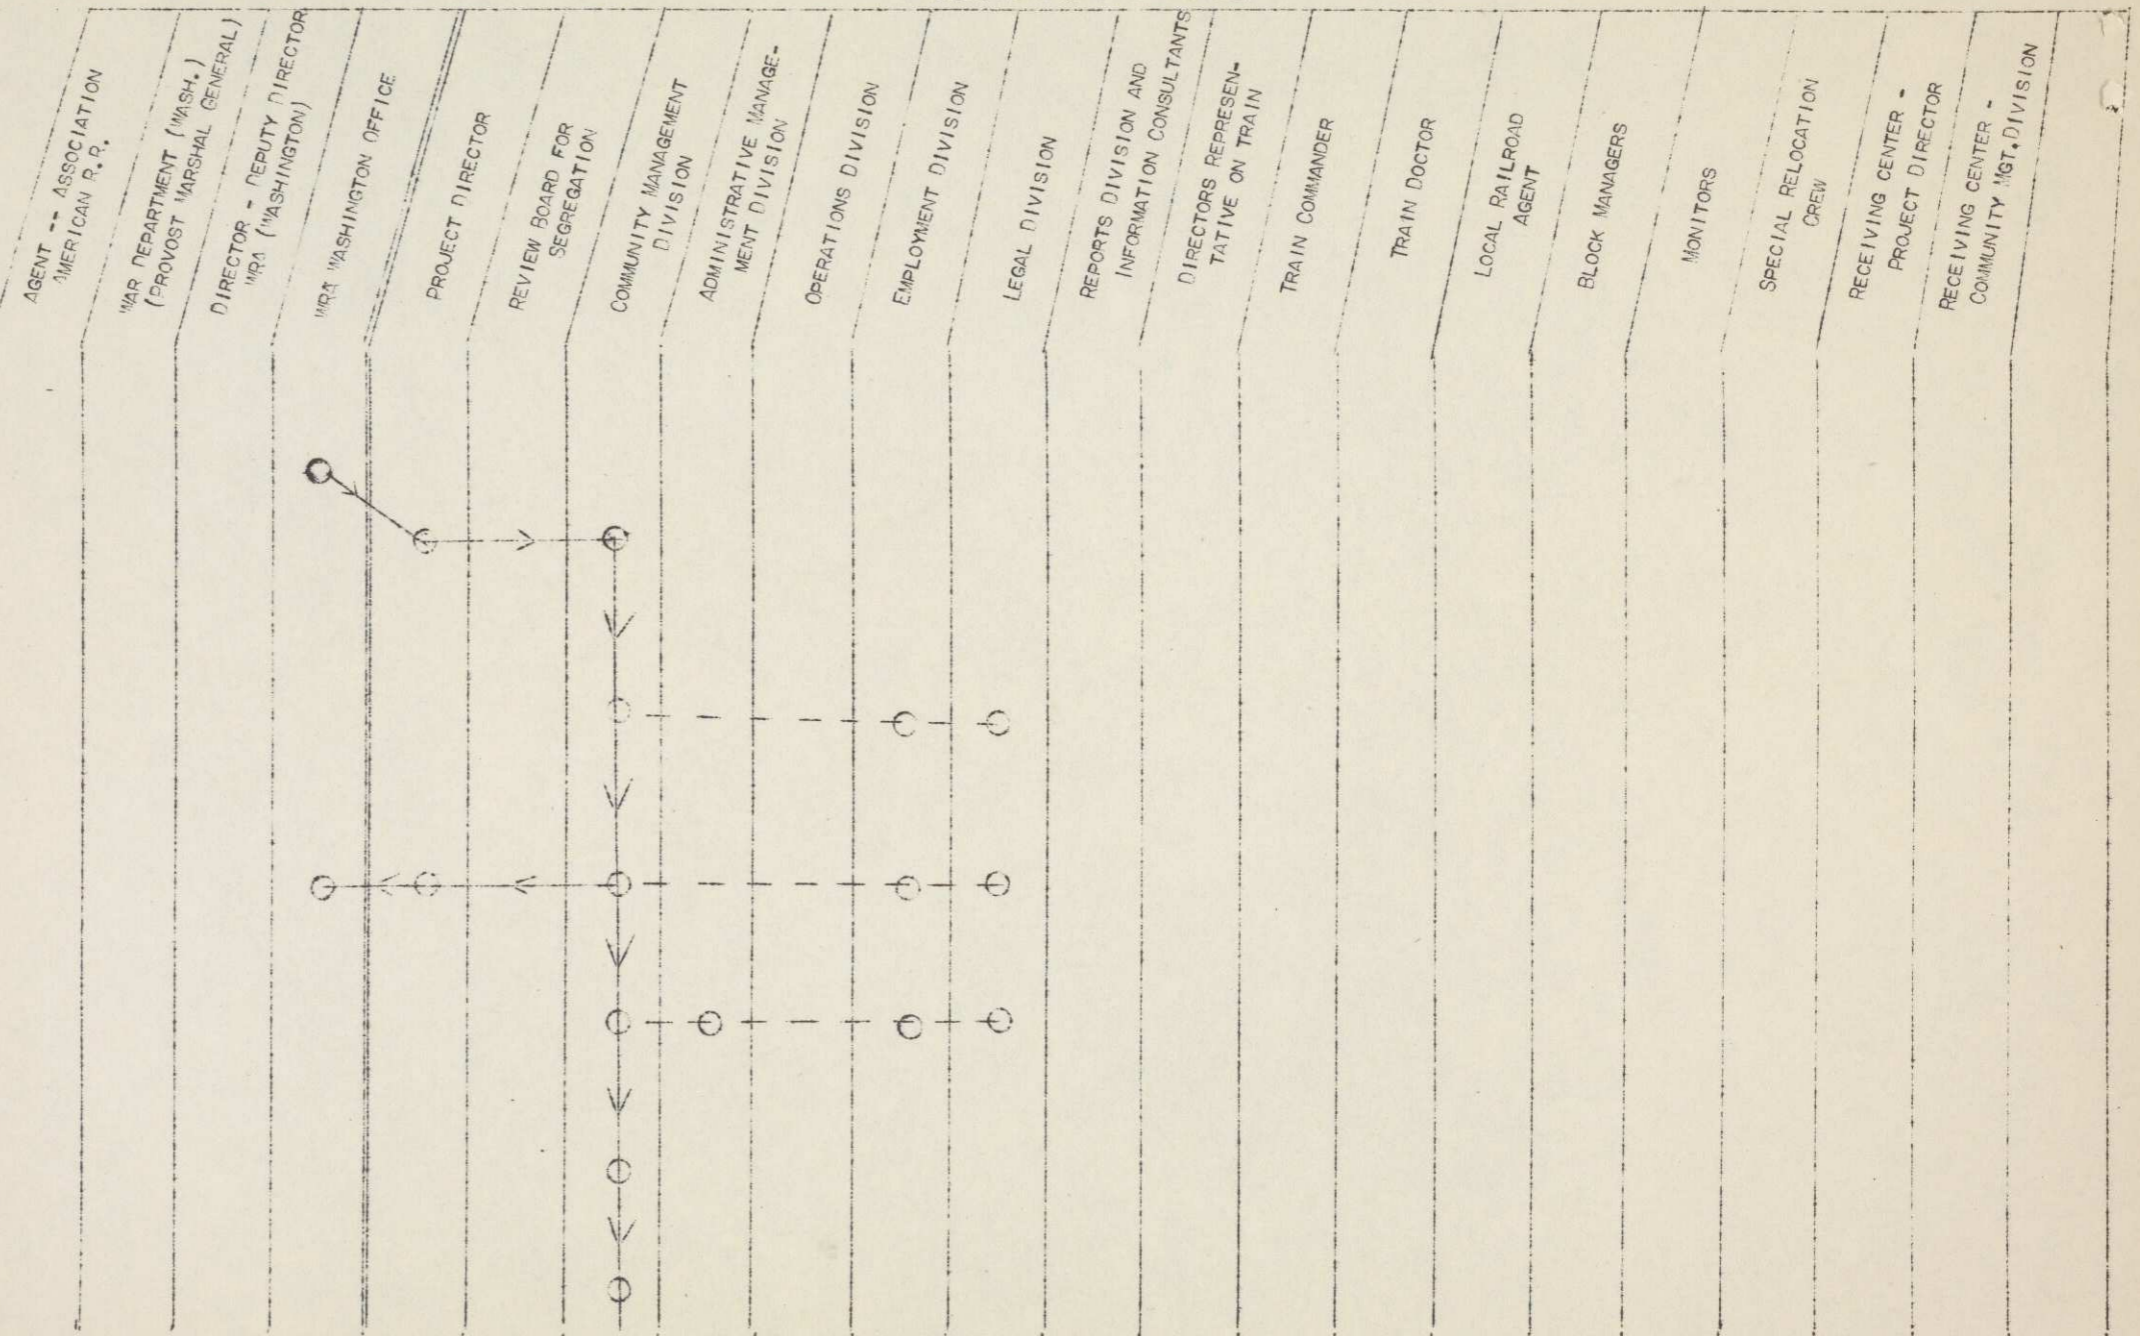 AGENT -- ASSOCIATION
AMERICAN R.R.
WAR DEPARTMENT (WASH.)
(PROVOST MARSHAL GENERAL)
DIRECTOR - DEPUTY DIRECTOR
WRA (WASHINGTON)
WRA WASHINGTON OFFICE
PROJECT DIRECTOR
REVIEW BOARD FOR
SEGREGATION
COMMUNITY MANAGEMENT
DIVISION
ADMINISTRATIVE MANAGE-
MENT DIVISION
OPERATIONS DIVISION
EMPLOYMENT DIVISION
LEGAL DIVISION
REPORTS DIVISION AND
INFORMATION CONSULTANTS
DIRECTORS REPRESEN-
TATIVE ON TRAIN
TRAIN COMMANDER
TRAIN DOCTOR
LOCAL RAILROAD
AGENT
BLOCK MANAGERS
MONITORS
SPECIAL RELOCATION
CREW
RECEIVING CENTER -
PROJECT DIRECTOR
RECEIVING CENTER -
COMMUNITY MGT.DIVISION